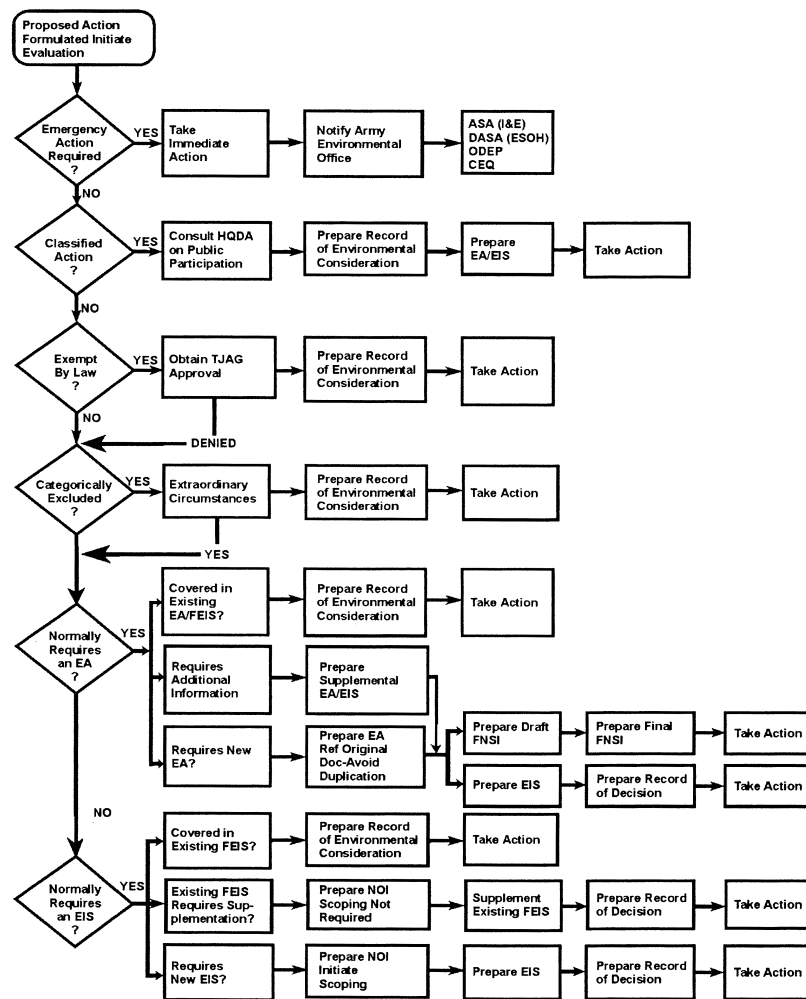 Proposed Action
Formulated Initiate
Evaluation
Emergency
Action
Required
?
YES
Take
Immediate
Action
Notify Army
Environmental
Office
ASA (I&E)
DASA (ESOH)
ODEP
CEQ
NO
Classified
Action
?
YES
Consult HQDA
on Public
Participation
Prepare Record
of Environmental
Consideration
Prepare
EA/EIS
Take Action
NO
Exempt
By Law
?
YES
Obtain TJAG
Approval
Prepare Record
of Environmental
Consideration
Take Action
NO
DENIED
Categorically
Excluded
?
YES
Extraordinary
Circumstances
Prepare Record
of Environmental
Consideration
Take Action
YES
Normally
Requires
an EA
?
YES
Covered in
Existing
EA/FEIS?
Prepare Record
of Environmental
Consideration
Take Action
Requires
Additional
Information
Prepare
Supplemental
EA/EIS
Requires New
EA?
Prepare EA
Ref Original
Doc-Avoid
Duplication
Prepare Draft
FNSI
Prepare Final
FNSI
Take Action
Prepare EIS
Prepare Record
of Decision
Take Action
NO
Normally
Requires
an EIS
?
YES
Covered in
Existing FEIS?
Prepare Record
of Environmental
Consideration
Take Action
Existing FEIS
Requires Sup-
plementation?
Prepare NOI
Scoping Not
Required
Supplement
Existing FEIS
Prepare Record
of Decision
Take Action
Requires
New EIS?
Prepare NOI
Initiate
Scoping
Prepare EIS
Prepare Record
of Decision
Take Action